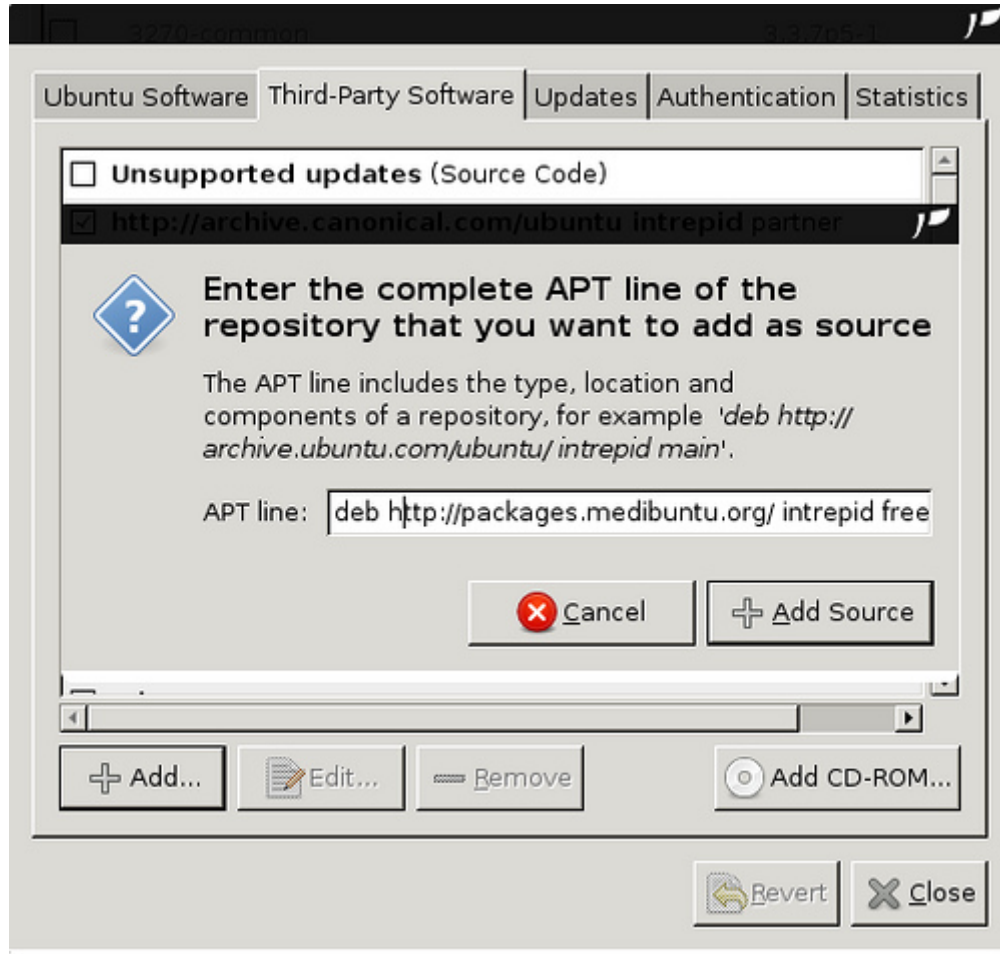 3270-common 3.3.7p5-1
Ubuntu Software Third-Party Software Updates Authentication Statistics
Unsupported updates (Source Code)
http://archive.canonical.com/ubuntu intrepid partner
Enter the complete APT line of the
repository that you want to add as source
The APT line includes the type, location and
components of a repository, for example 'deb http://
archive.ubuntu.com/ubuntu/ intrepid main'.
APT line: deb http://packages.medibuntu.org/ intrepid free
Cancel Add Source
Add... Edit... Remove Add CD-ROM...
Revert Close